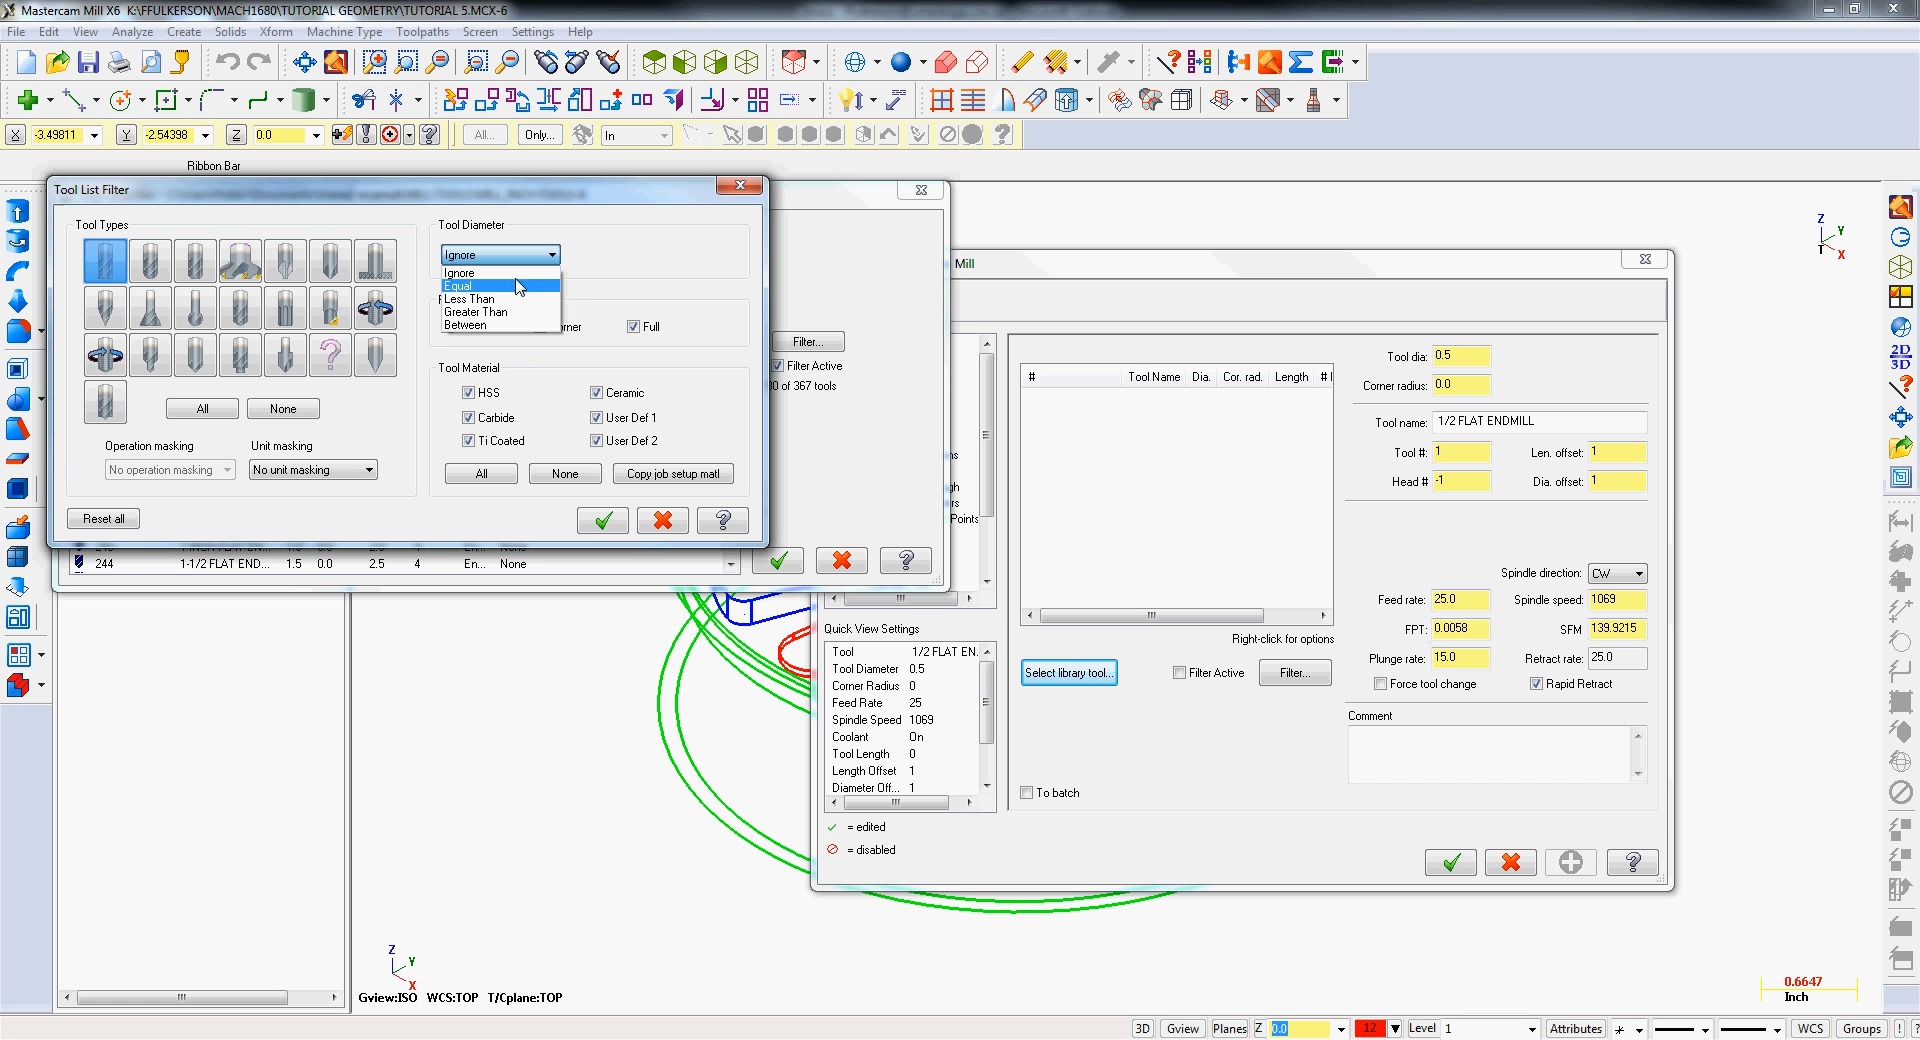 Mastercam Mill X6 K:\FFULKERSON\MACH1680\TUTORIAL GEOMETRY\TUTORIAL 5.MCX-6
File Edit View Analyze Create Solids Xform Machine Type Toolpaths Screen Settings Help
X -3.49811 Y -2.54398 Z 0.0 All... Only... In
Ribbon Bar
Tool List Filter
Tool Types
All None
Operation masking Unit masking
No operation masking No unit masking
Reset all
Tool Diameter
Ignore
Ignore
Equal
Less Than
Greater Than
Between
orner Full
Tool Material
HSS Ceramic
Carbide User Def 1
Ti Coated User Def 2
All None Copy job setup matl
Filter...
Filter Active
0 of 367 tools
244 1-1/2 FLAT END... 1.5 0.0 2.5 4 En... None
Mill
Points
Quick View Settings
Tool 1/2 FLAT EN.
Tool Diameter 0.5
Corner Radius 0
Feed Rate 25
Spindle Speed 1069
Coolant On
Tool Length 0
Length Offset 1
Diameter Off... 1
= edited
= disabled
# Tool Name Dia. Cor. rad. Length # l
Right-click for options
Select library tool... Filter Active Filter...
To batch
Tool dia: 0.5
Corner radius: 0.0
Tool name: 1/2 FLAT ENDMILL
Tool #: 1 Len. offset: 1
Head # -1 Dia. offset: 1
Spindle direction: CW
Feed rate: 25.0 Spindle speed: 1069
FPT: 0.0058 SFM 139.9215
Plunge rate: 15.0 Retract rate: 25.0
Force tool change Rapid Retract
Comment
Z
Y
T X
2D
3D
Z
Y
X
Gview:ISO WCS:TOP T/Cplane:TOP
0.6647
Inch
3D Gview Planes Z 0.0 12 Level 1 Attributes WCS Groups ! ?